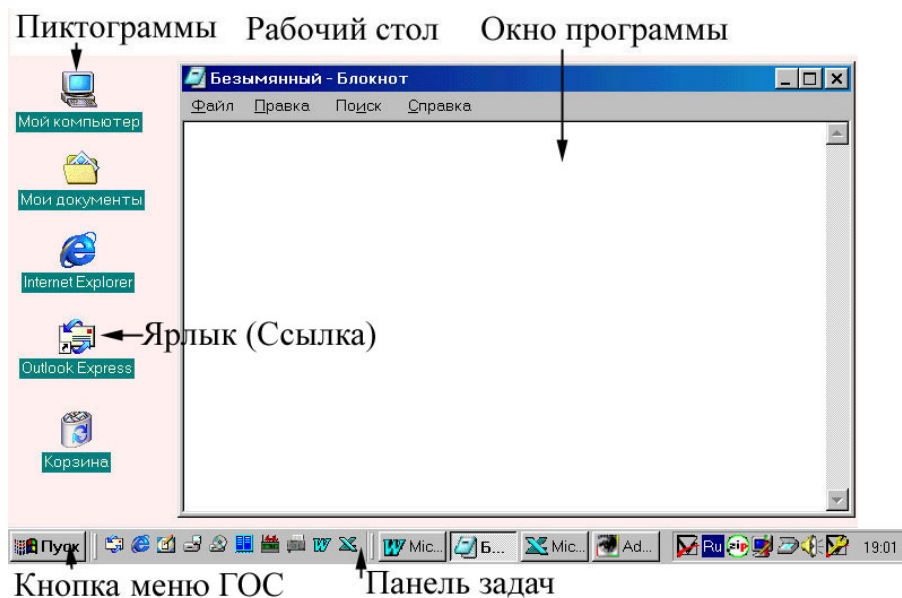 Пиктограммы Рабочий стол Окно программы
Безымянный - Блокнот
Файл Правка Поиск Справка
Мой компьютер
Мои документы
Internet Explorer
Ярлык (Ссылка)
Outlook Express
Корзина
Пуск W Mic... Б... Mic... Ad... Ru zip 19:01
Кнопка меню ГОС Панель задач